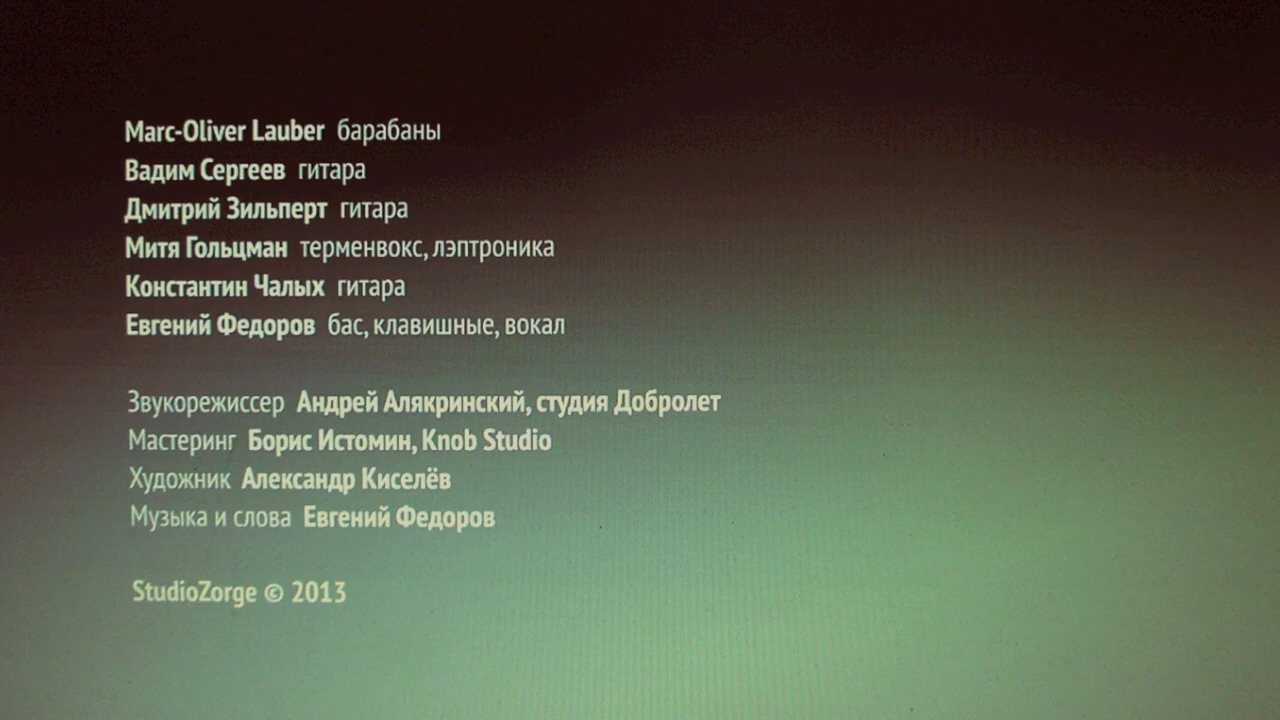 Marc-Oliver Lauber барабаны
Вадим Сергеев гитара
Дмитрий Зильперт гитара
Митя Гольцман терменвокс, лэптроника
Константин Чалых гитара
Евгений Федоров бас, клавишные, вокал
Звукорежиссер Андрей Алякринский, студия Добролет
Мастеринг Борис Истомин, Knob Studio
Художник Александр Киселёв
Музыка и слова Евгений Федоров
StudioZorge © 2013